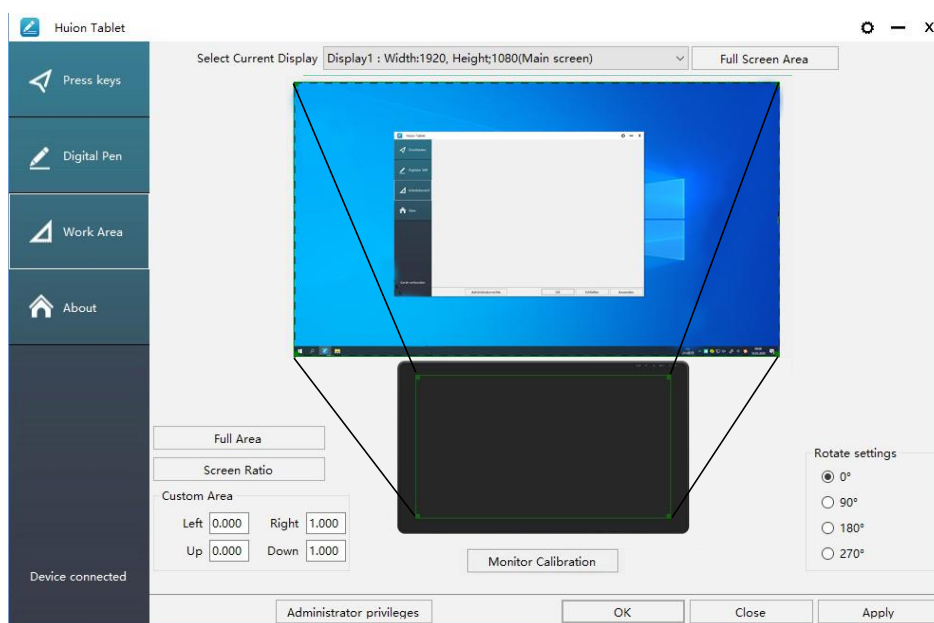 Huion Tablet
Select Current Display Display1 : Width:1920, Height;1080(Main screen) Full Screen Area
Press keys
Digital Pen
Work Area
About
Huion Tablet
Full Area
Screen Ratio
Custom Area
Left 0.000 Right 1.000
Up 0.000 Down 1.000
Monitor Calibration
Rotate settings
0°
90°
180°
270°
Device connected
Administrator privileges OK Close Apply